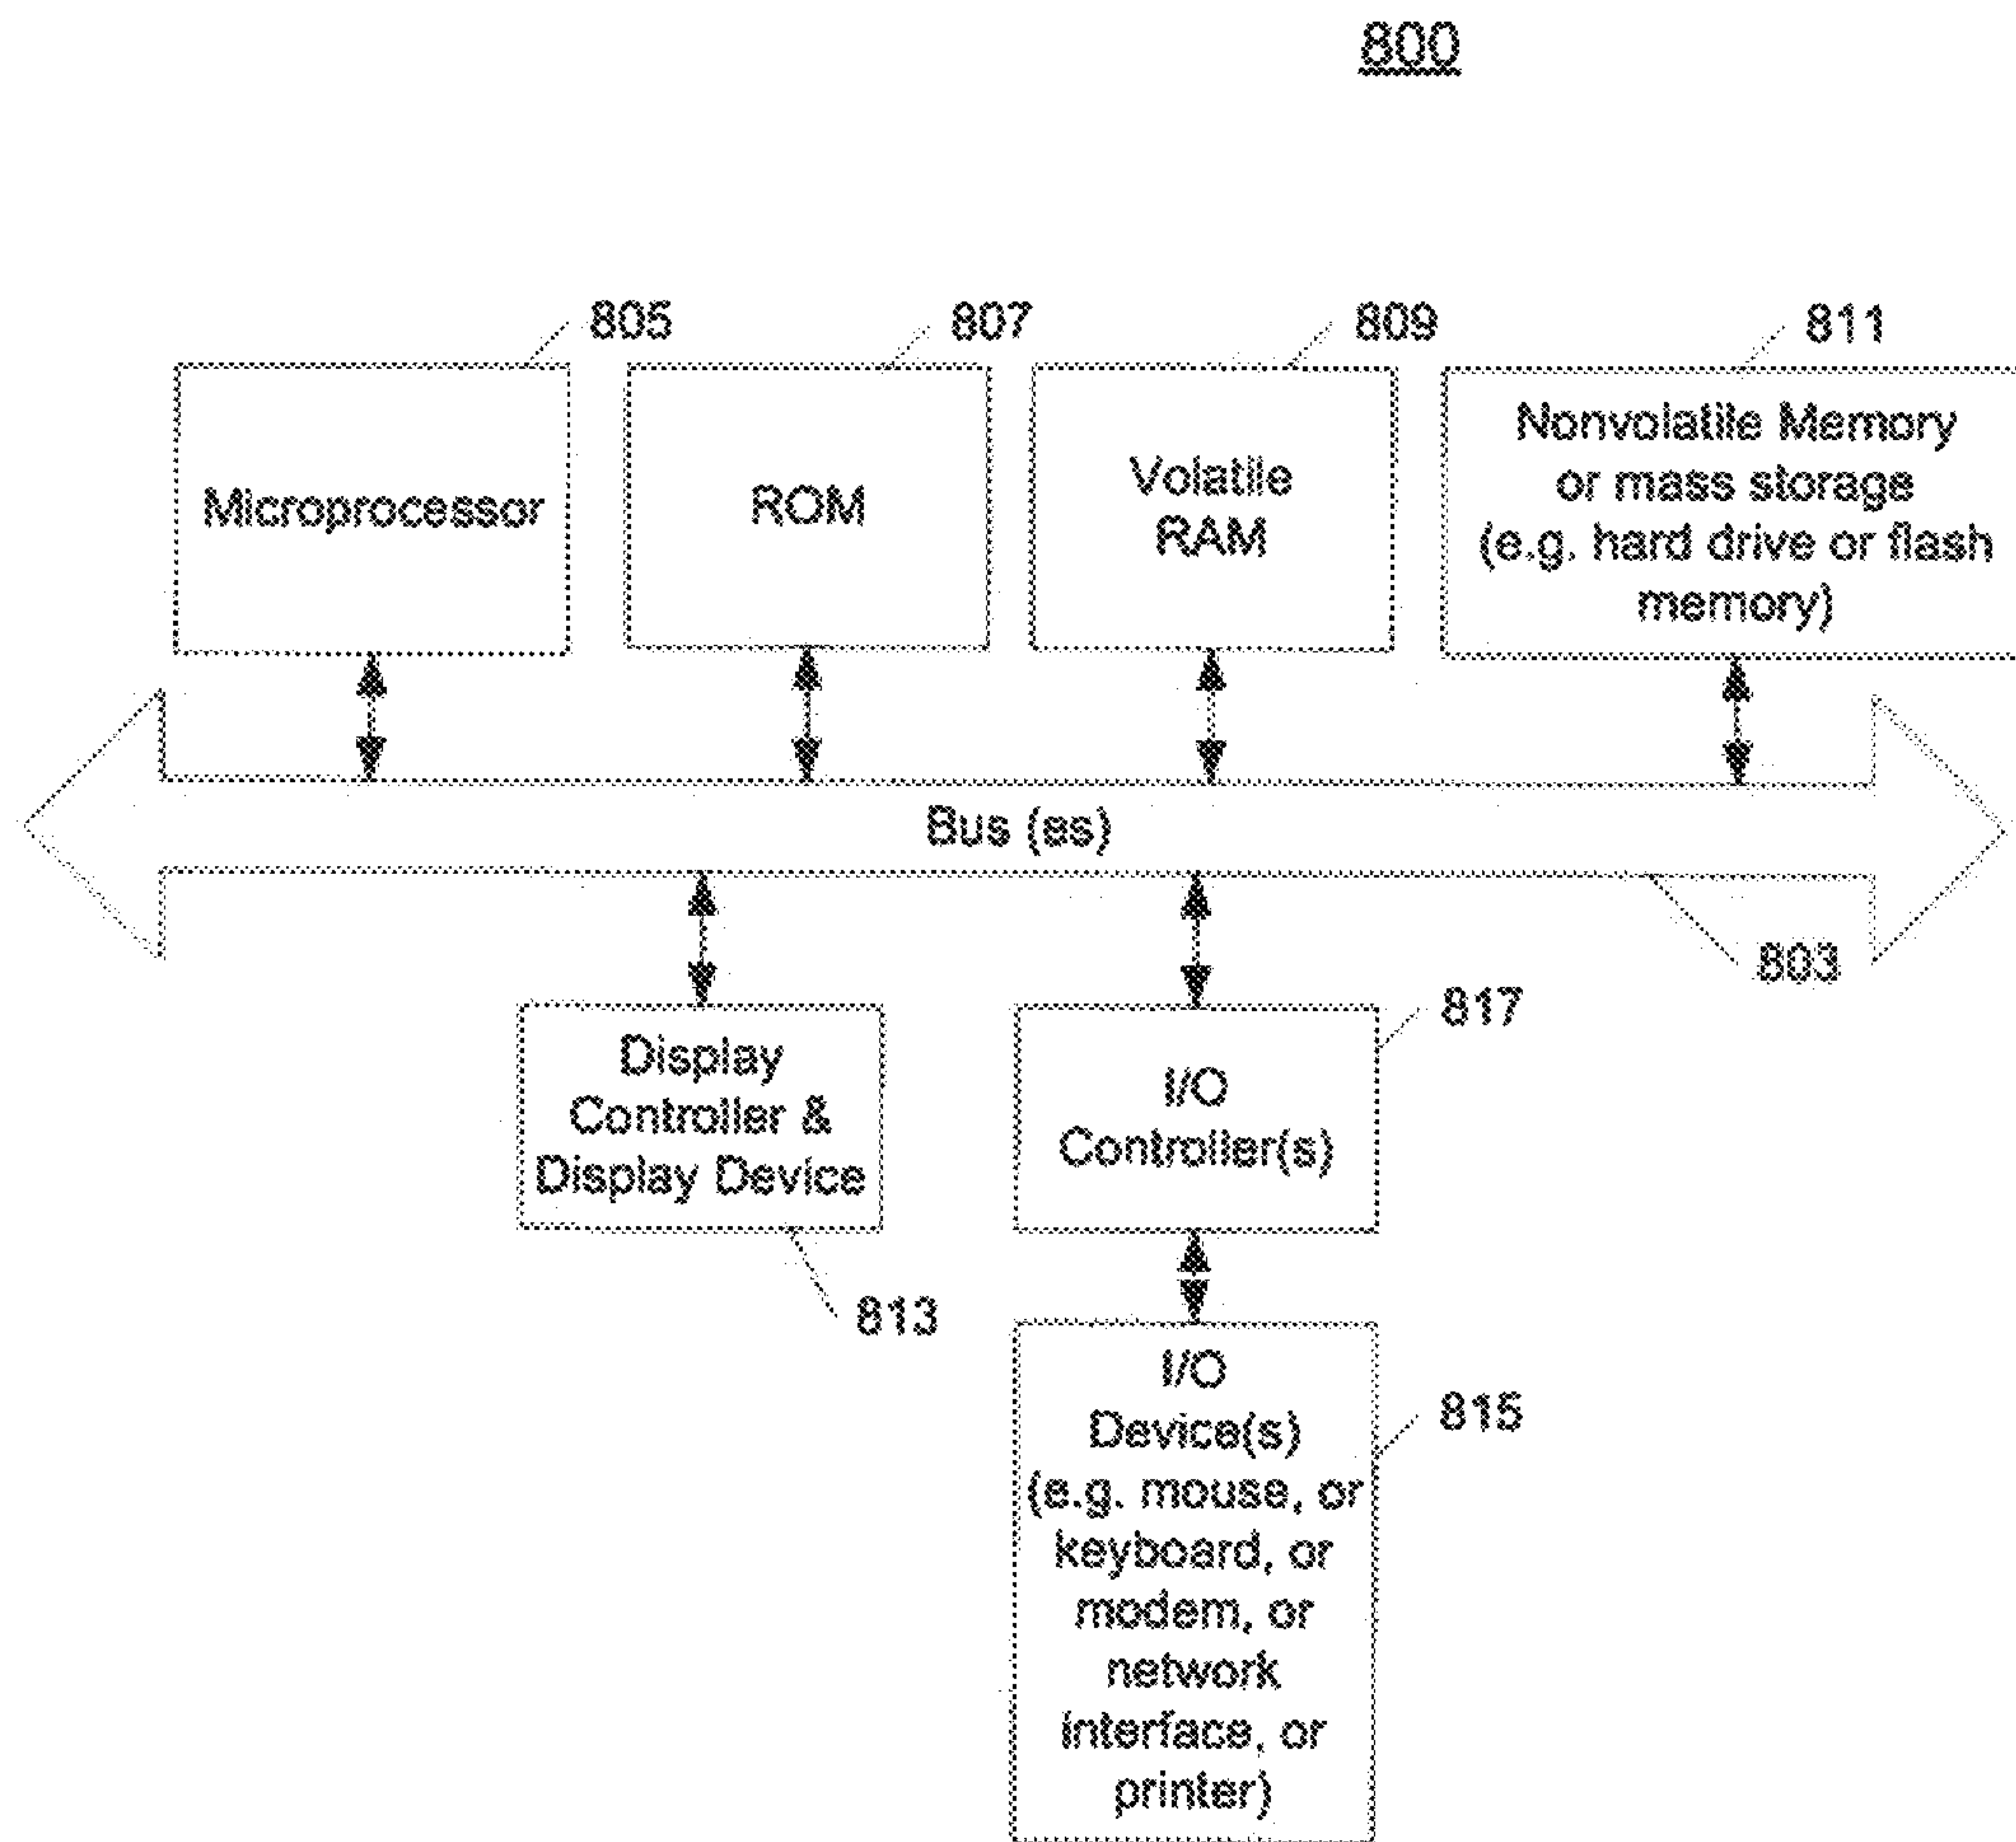 800
805
807
809
811
Microprocessor
ROM
Volatile
RAM
Nonvolatile Memory
or mass storage
(e.g. hard drive or flash
memory)
Bus (es)
803
Display
Controller &
Display Device
813
817
I/O
Controller(s)
I/O
Device(s)
(e.g. mouse, or
keyboard, or
modem, or
network
interface, or
printer)
815